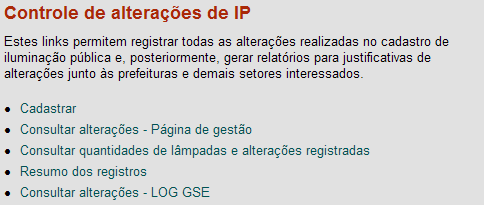 Controle de alterações de IP
Estes links permitem registrar todas as alterações realizadas no cadastro de
iluminação pública e, posteriormente, gerar relatórios para justificativas de
alterações junto às prefeituras e demais setores interessados.
• Cadastrar
• Consultar alterações - Página de gestão
• Consultar quantidades de lâmpadas e alterações registradas
• Resumo dos registros
• Consultar alterações - LOG GSE